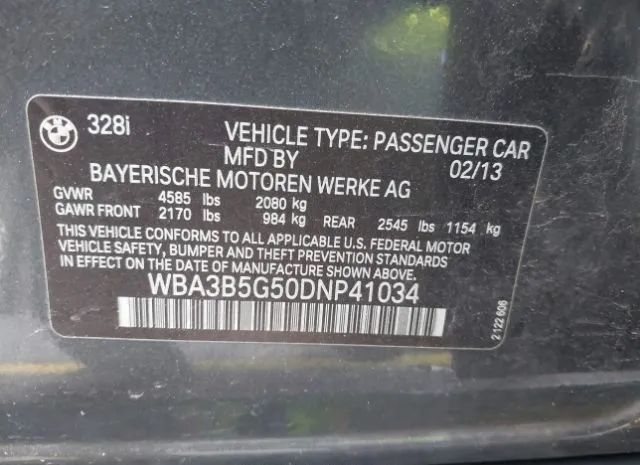 BMW 328i
VEHICLE TYPE: PASSENGER CAR
MFD BY 02/13
BAYERISCHE MOTOREN WERKE AG
GVWR 4585 lbs 2080 kg
GAWR FRONT 2170 lbs 984 kg REAR 2545 lbs 1154 kg
THIS VEHICLE CONFORMS TO ALL APPLICABLE U.S. FEDERAL MOTOR
VEHICLE SAFETY, BUMPER AND THEFT PREVENTION STANDARDS
IN EFFECT ON THE DATE OF MANUFACTURE SHOWN ABOVE.
WBA3B5G50DNP41034
2 122 606